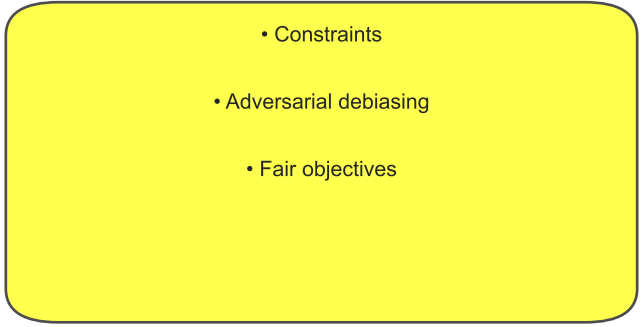 • Constraints
• Adversarial debiasing
• Fair objectives